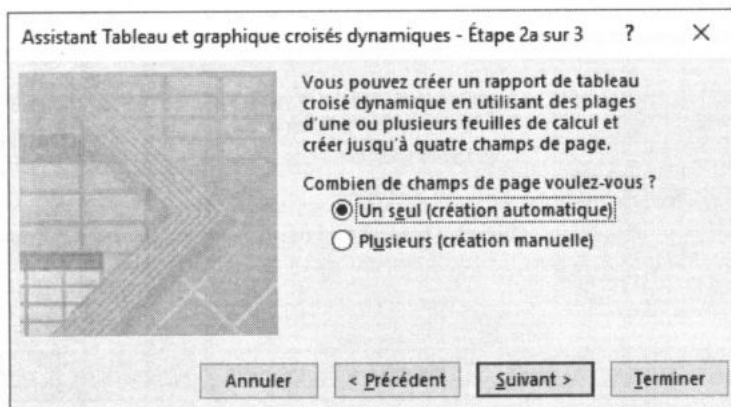 Assistant Tableau et graphique croisés dynamiques - Étape 2a sur 3 ? ×
Vous pouvez créer un rapport de tableau
croisé dynamique en utilisant des plages
d'une ou plusieurs feuilles de calcul et
créer jusqu'à quatre champs de page.
Combien de champs de page voulez-vous ?
Un seul (création automatique)
Plusieurs (création manuelle)
Annuler < Précédent Suivant > Terminer